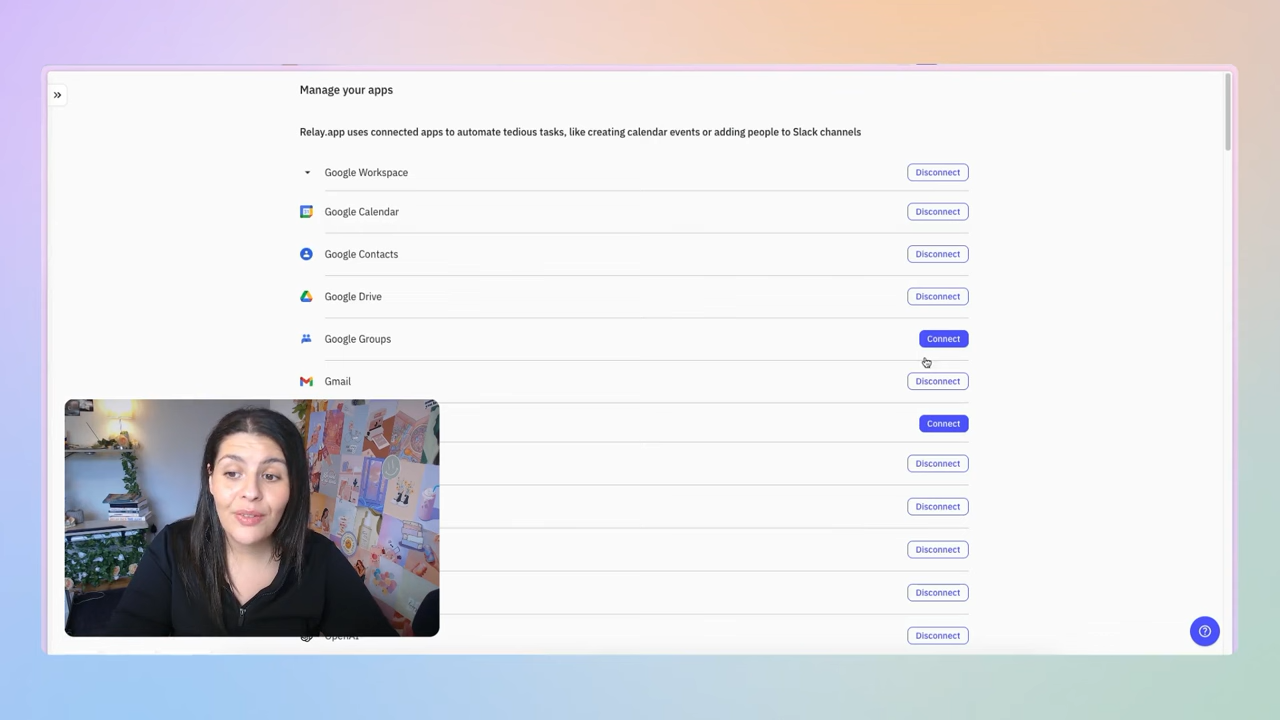 Manage your apps
Relay.app uses connected apps to automate tedious tasks, like creating calendar events or adding people to Slack channels
Google Workspace Disconnect
Google Calendar Disconnect
Google Contacts Disconnect
Google Drive Disconnect
Google Groups Connect
Gmail Disconnect
Connect
Disconnect
Disconnect
Disconnect
Disconnect
OpenAI Disconnect